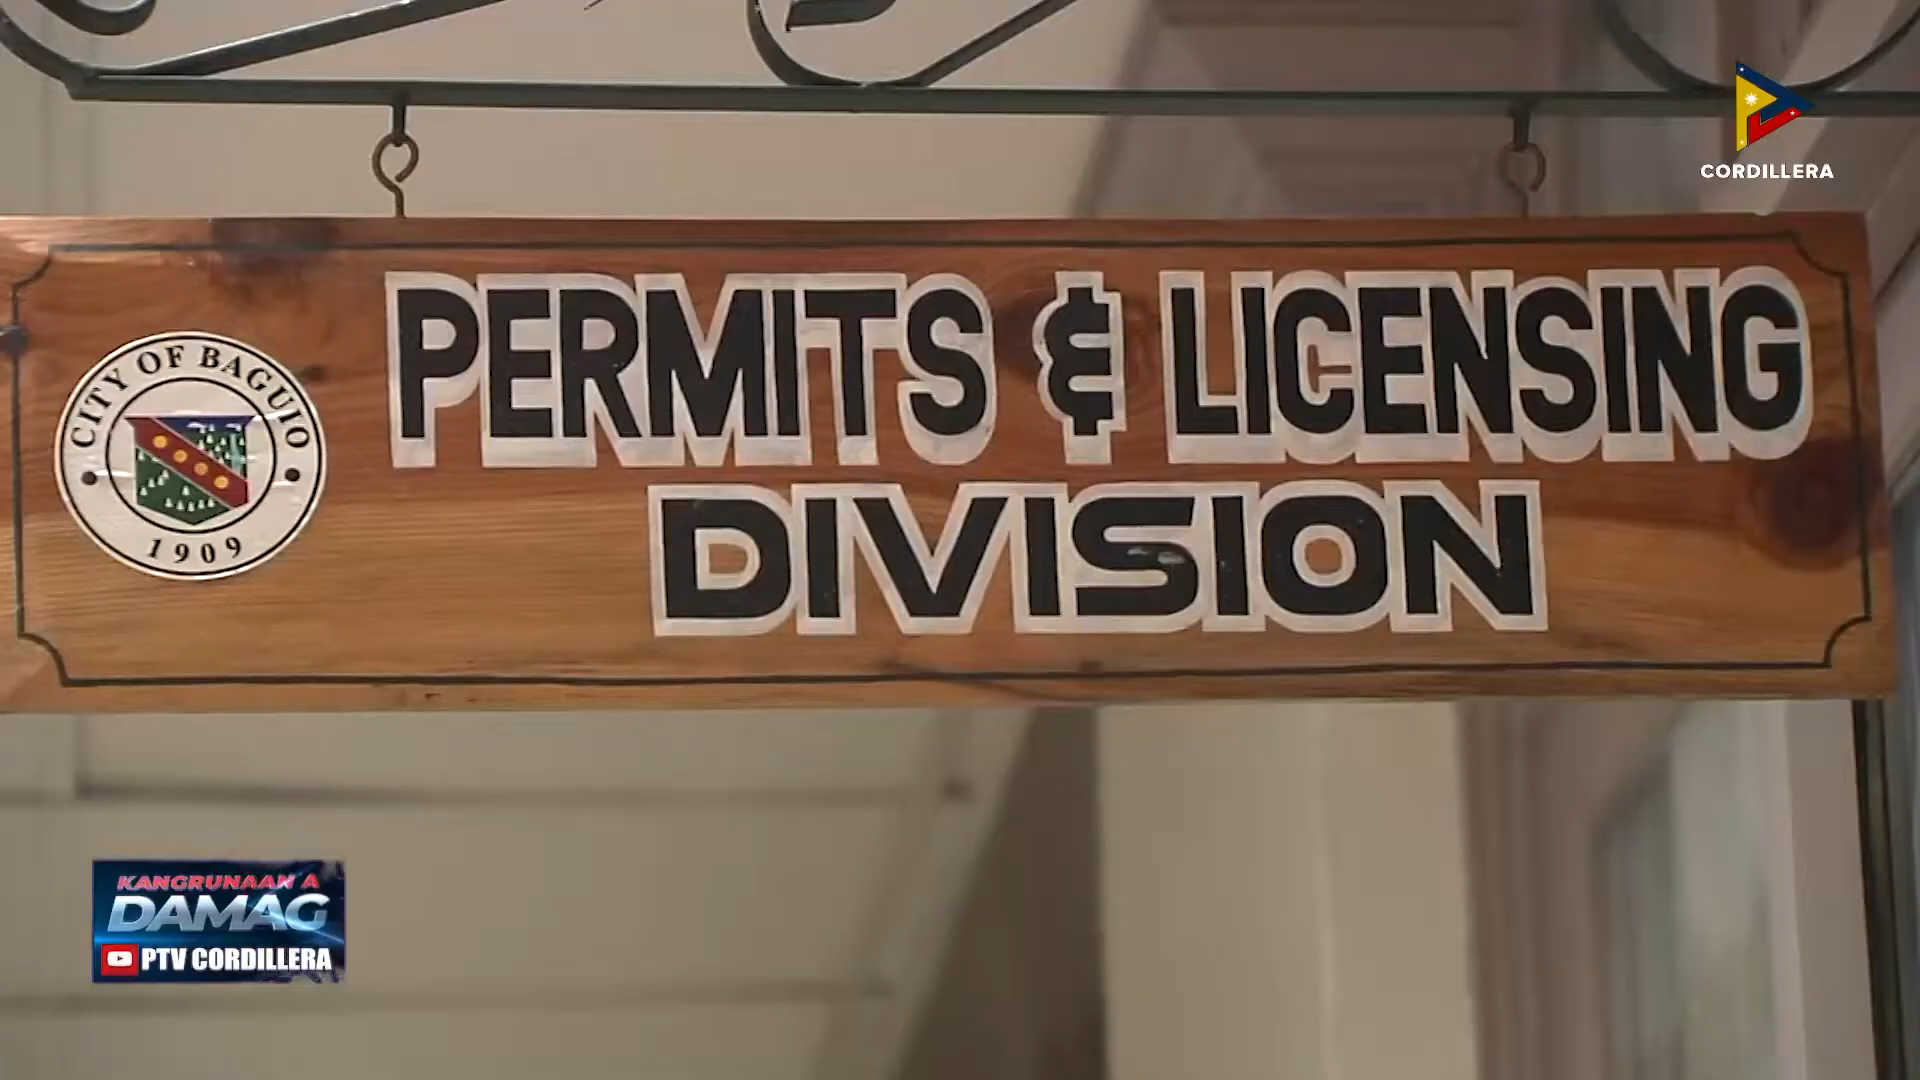 CORDILLERA
PERMITS & LICENSING
DIVISION
CITY OF BAGUIO
1909
KANGRUNAAN A
DAMAG
PTV CORDILLERA